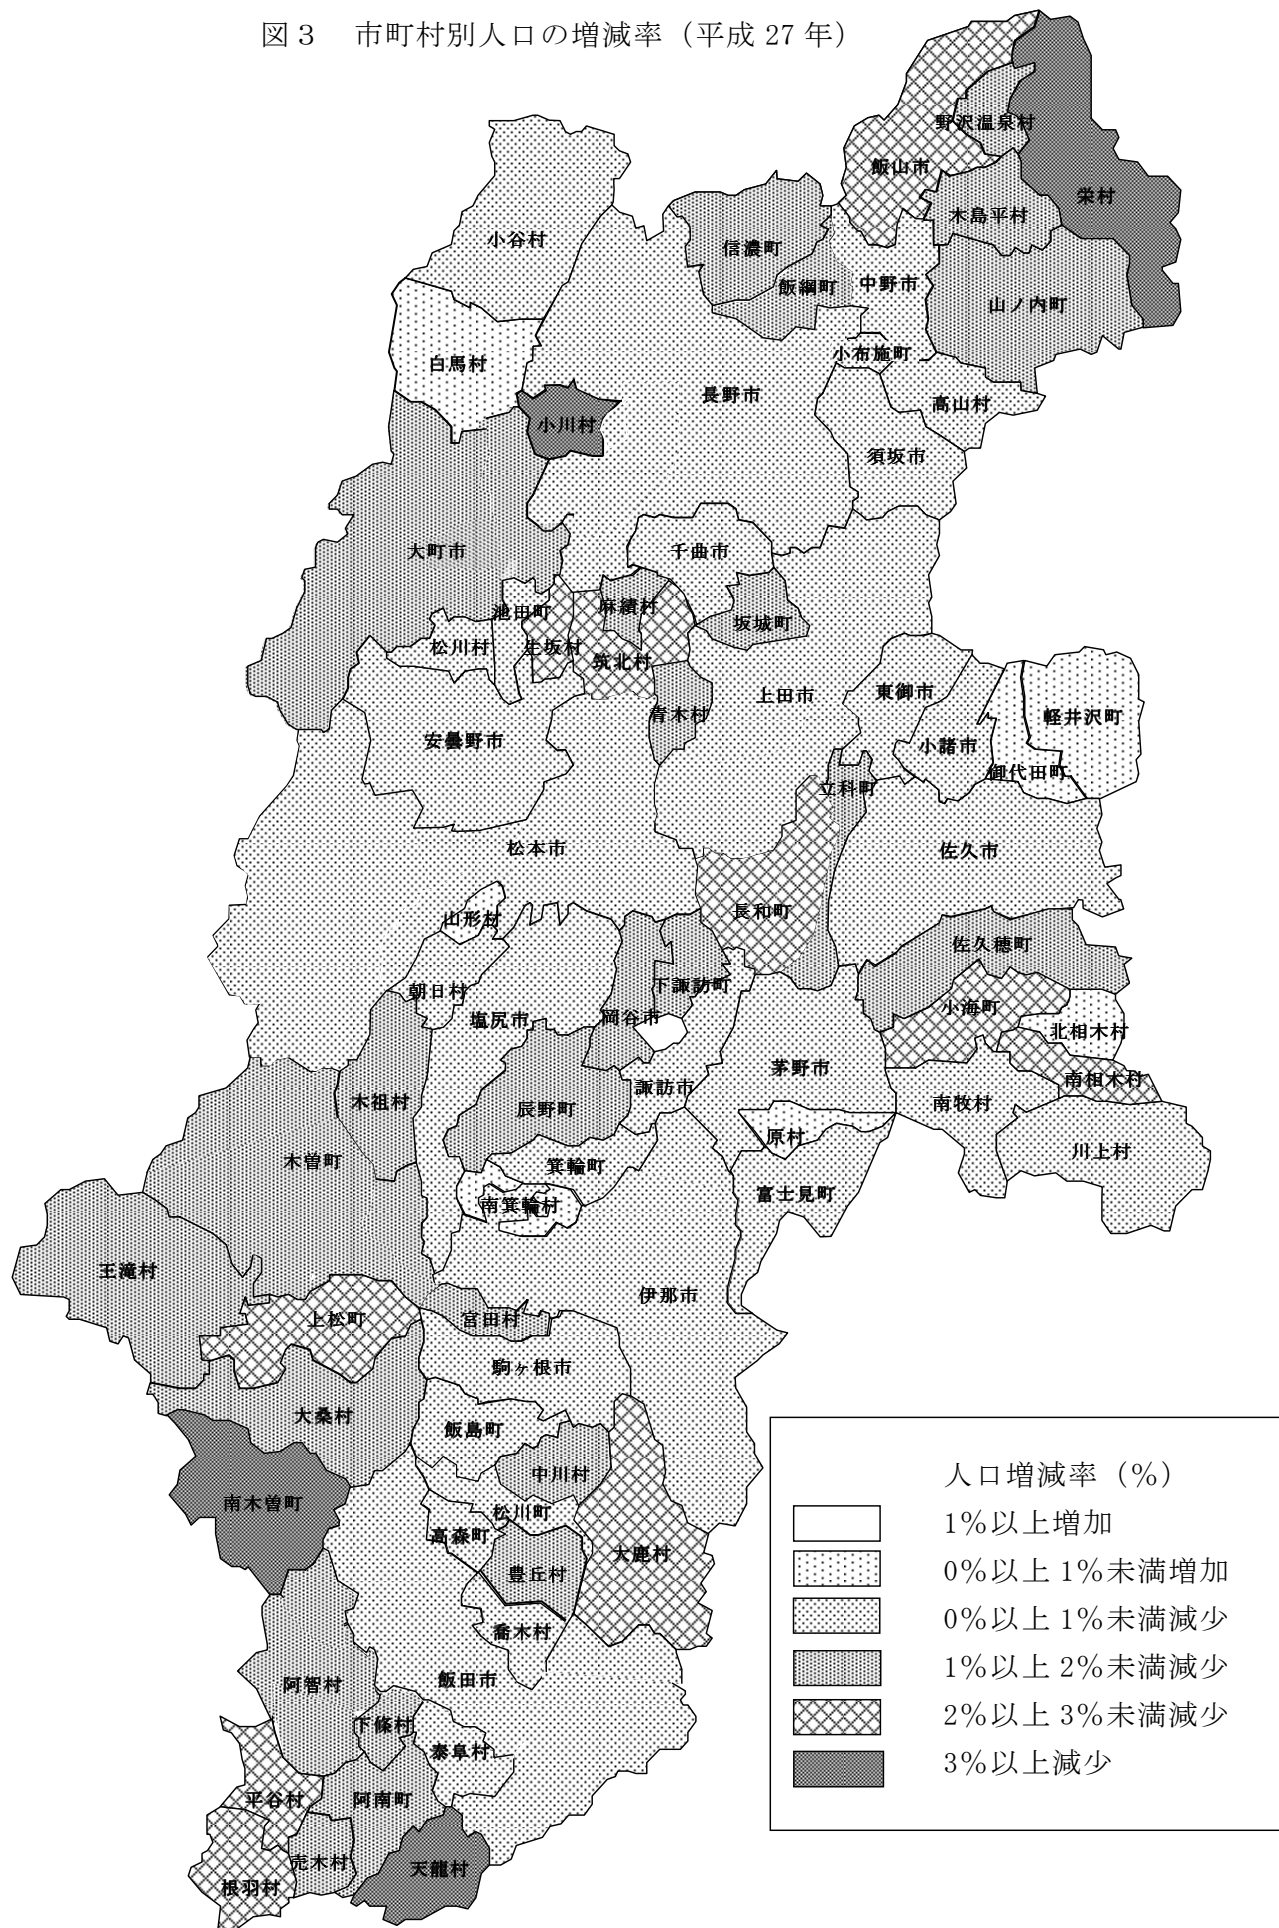 図３　市町村別人口の増減率（平成 27 年）
野沢温泉村
飯山市
栄村
木島平村
小谷村
信濃町
飯綱町
中野市
山ノ内町
小布施町
白馬村
長野市
高山村
小川村
須坂市
大町市
千曲市
池田町
麻績村
坂城町
松川村
生坂村
筑北村
上田市
東御市
青木村
軽井沢町
安曇野市
小諸市
御代田町
立科町
松本市
佐久市
山形村
長和町
佐久穂町
朝日村
下諏訪町
小海町
塩尻市
岡谷市
北相木村
茅野市
諏訪市
南相木村
木祖村
辰野町
南牧村
原村
木曽町
箕輪町
川上村
南箕輪村
富士見町
王滝村
伊那市
上松町
宮田村
駒ヶ根市
大桑村
飯島町
中川村
南木曽町
松川町
高森町
大鹿村
豊丘村
喬木村
飯田市
阿智村
下條村
泰阜村
平谷村
阿南町
売木村
天龍村
根羽村
人口増減率（%）
1%以上増加
0%以上 1%未満増加
0%以上 1%未満減少
1%以上 2%未満減少
2%以上 3%未満減少
3%以上減少